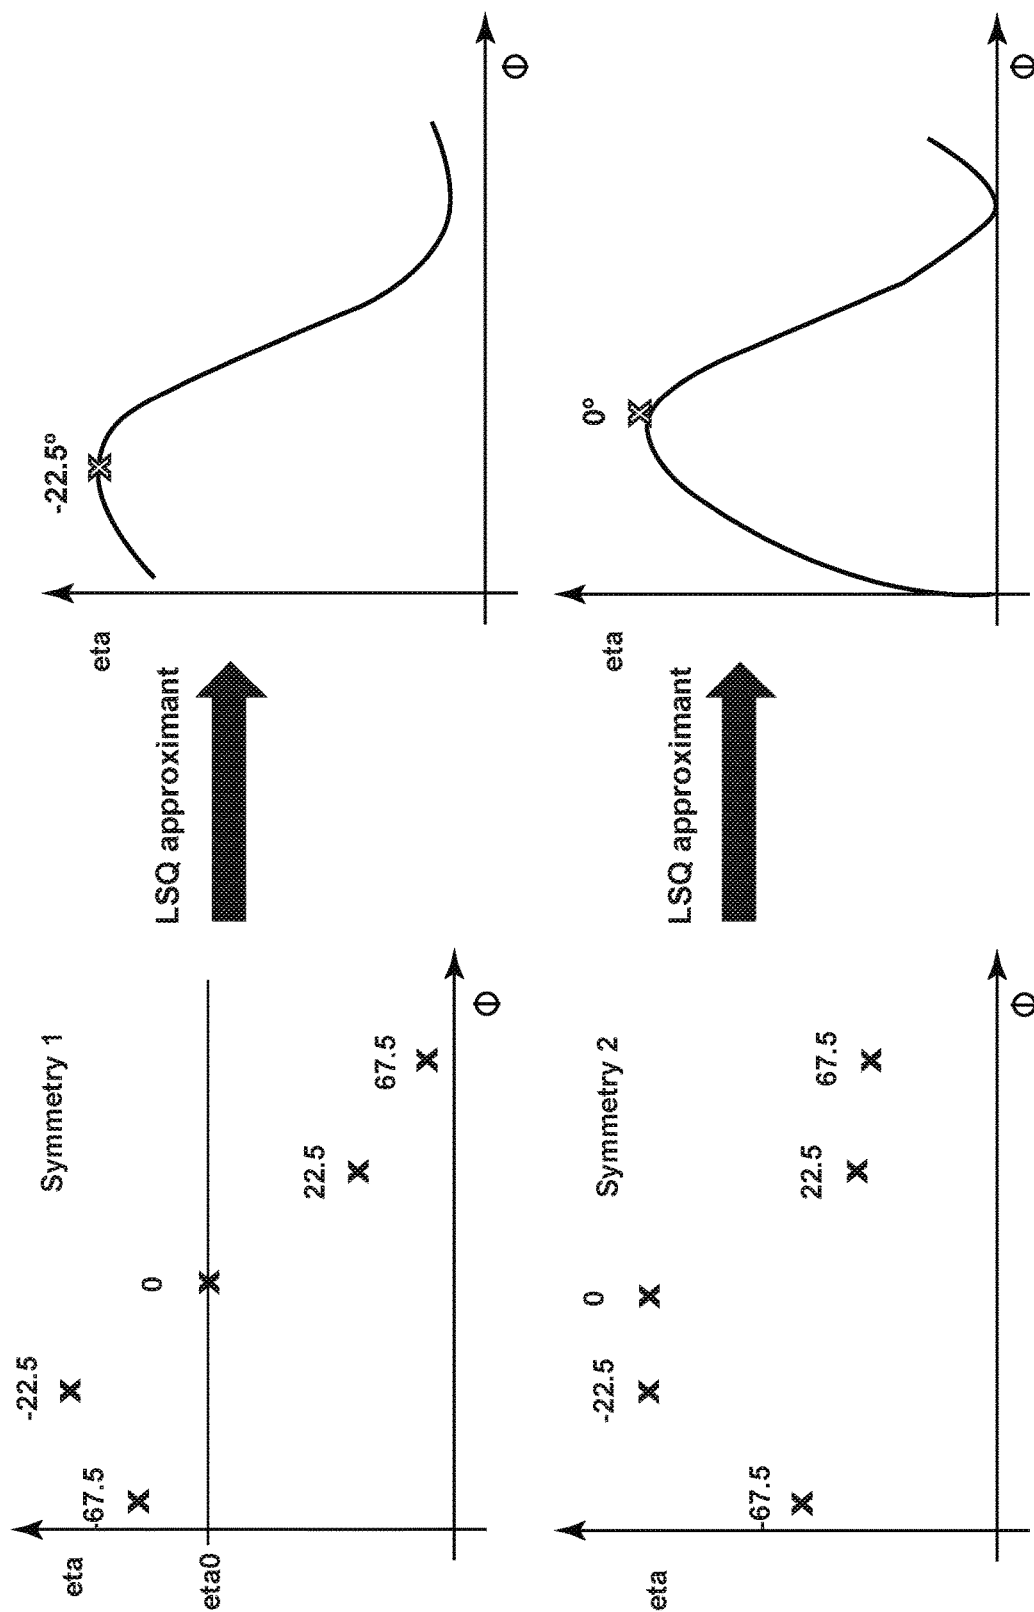 Symmetry 1
eta
-67.5
-22.5
0
eta0
22.5
67.5
Φ
LSQ approximant
eta
-22.5°
Φ
Symmetry 2
eta
-67.5
-22.5
0
22.5
67.5
Φ
LSQ approximant
eta
0°
Φ